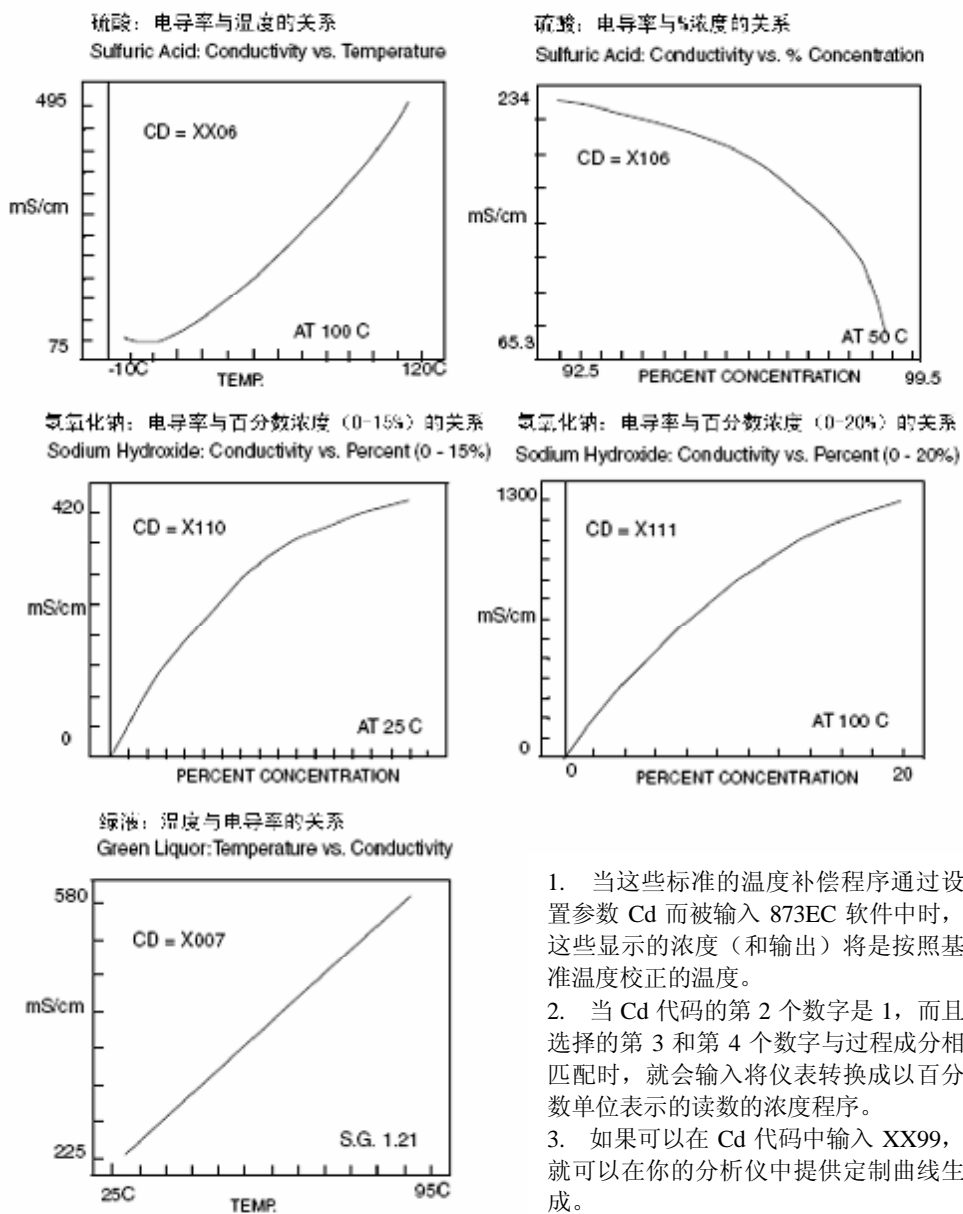 硫酸：电导率与温度的关系
Sulfuric Acid: Conductivity vs. Temperature
495
CD = XX06
mS/cm
AT 100 C
75
-10C
TEMP.
120C
硫酸：电导率与%浓度的关系
Sulfuric Acid: Conductivity vs. % Concentration
234
CD = X106
mS/cm
AT 50 C
65.3
92.5
PERCENT CONCENTRATION
99.5
氢氧化钠：电导率与百分数浓度（0-15%）的关系
Sodium Hydroxide: Conductivity vs. Percent (0 - 15%)
420
CD = X110
mS/cm
AT 25 C
0
PERCENT CONCENTRATION
氢氧化钠：电导率与百分数浓度（0-20%）的关系
Sodium Hydroxide: Conductivity vs. Percent (0 - 20%)
1300
CD = X111
mS/cm
AT 100 C
0
0
PERCENT CONCENTRATION
20
绿液：温度与电导率的关系
Green Liquor:Temperature vs. Conductivity
580
CD = X007
mS/cm
S.G. 1.21
225
25C
TEMP.
95C
1. 当这些标准的温度补偿程序通过设
置参数 Cd 而被输入 873EC 软件中时，
这些显示的浓度（和输出）将是按照基
准温度校正的温度。
2. 当 Cd 代码的第 2 个数字是 1，而且
选择的第 3 和第 4 个数字与过程成分相
匹配时，就会输入将仪表转换成以百分
数单位表示的读数的浓度程序。
3. 如果可以在 Cd 代码中输入 XX99，
就可以在你的分析仪中提供定制曲线生
成。